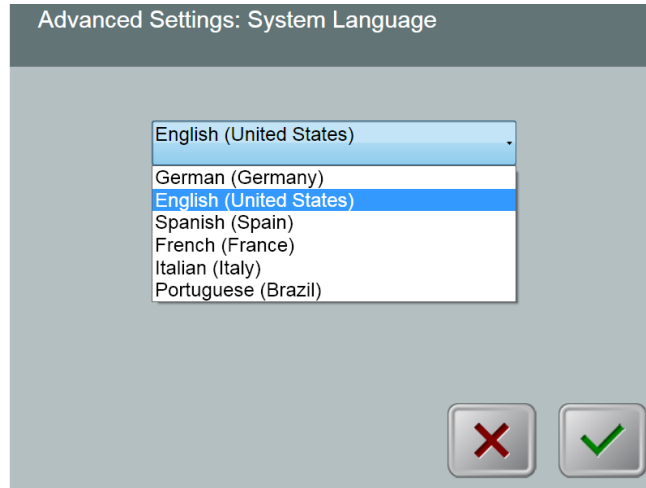 Advanced Settings: System Language
English (United States)
German (Germany)
English (United States)
Spanish (Spain)
French (France)
Italian (Italy)
Portuguese (Brazil)